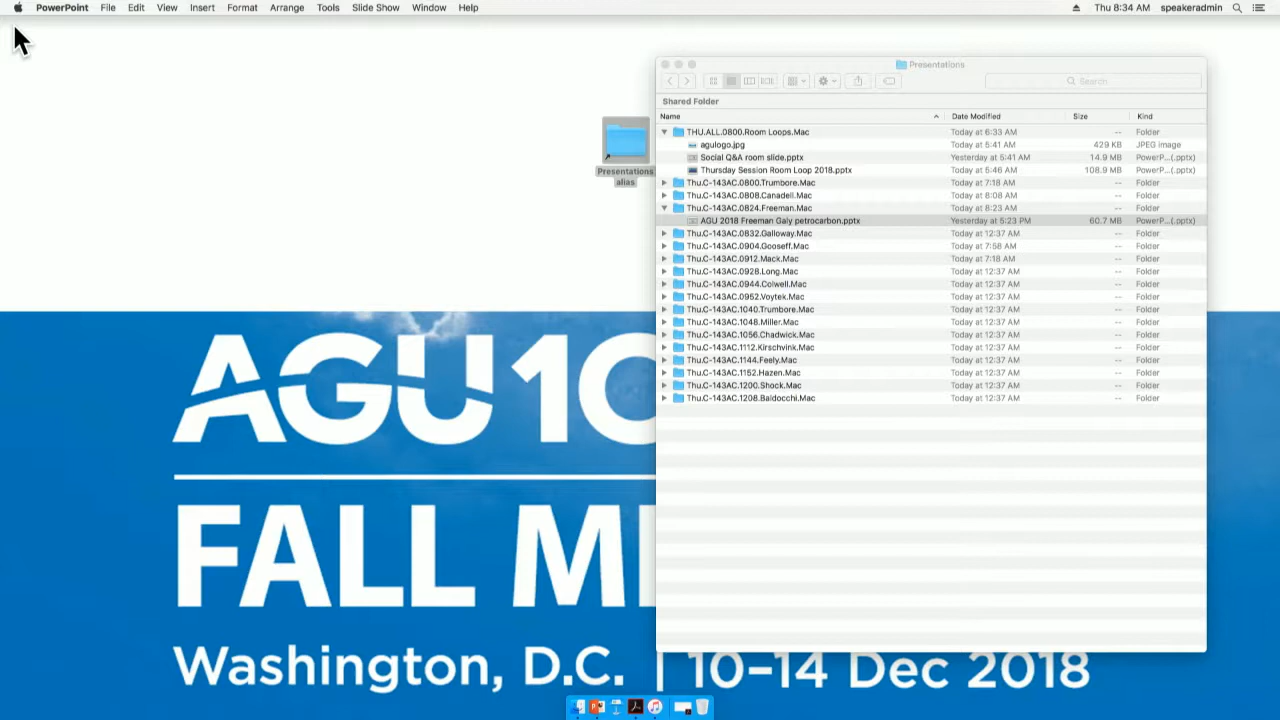 PowerPoint File Edit View Insert Format Arrange Tools Slide Show Window Help Thu 8:34 AM speakeradmin
Presentations
Search
Shared Folder
Name Date Modified Size Kind
THU.ALL.0800.Room Loops.Mac Today at 6:33 AM -- Folder
agulogo.jpg Today at 5:41 AM 429 KB JPEG image
Social Q&A room slide.pptx Yesterday at 5:41 AM 14.9 MB PowerP...(.pptx)
Thursday Session Room Loop 2018.pptx Today at 5:46 AM 108.9 MB PowerP...(.pptx)
Thu.C-143AC.0800.Trumbore.Mac Today at 7:18 AM -- Folder
Thu.C-143AC.0808.Canadell.Mac Today at 8:08 AM -- Folder
Thu.C-143AC.0824.Freeman.Mac Today at 8:23 AM -- Folder
AGU 2018 Freeman Galy petrocarbon.pptx Yesterday at 5:23 PM 60.7 MB PowerP...(.pptx)
Thu.C-143AC.0832.Galloway.Mac Today at 12:37 AM -- Folder
Thu.C-143AC.0904.Gooseff.Mac Today at 7:58 AM -- Folder
Thu.C-143AC.0912.Mack.Mac Today at 7:18 AM -- Folder
Thu.C-143AC.0928.Long.Mac Today at 12:37 AM -- Folder
Thu.C-143AC.0944.Colwell.Mac Today at 12:37 AM -- Folder
Thu.C-143AC.0952.Voytek.Mac Today at 12:37 AM -- Folder
Thu.C-143AC.1040.Trumbore.Mac Today at 12:37 AM -- Folder
Thu.C-143AC.1048.Miller.Mac Today at 12:37 AM -- Folder
Thu.C-143AC.1056.Chadwick.Mac Today at 12:37 AM -- Folder
Thu.C-143AC.1112.Kirschvink.Mac Today at 12:37 AM -- Folder
Thu.C-143AC.1144.Feely.Mac Today at 12:37 AM -- Folder
Thu.C-143AC.1152.Hazen.Mac Today at 12:37 AM -- Folder
Thu.C-143AC.1200.Shock.Mac Today at 12:37 AM -- Folder
Thu.C-143AC.1208.Baldocchi.Mac Today at 12:37 AM -- Folder
Presentations
alias
AGU10
FALL M
Washington, D.C. | 10–14 Dec 2018